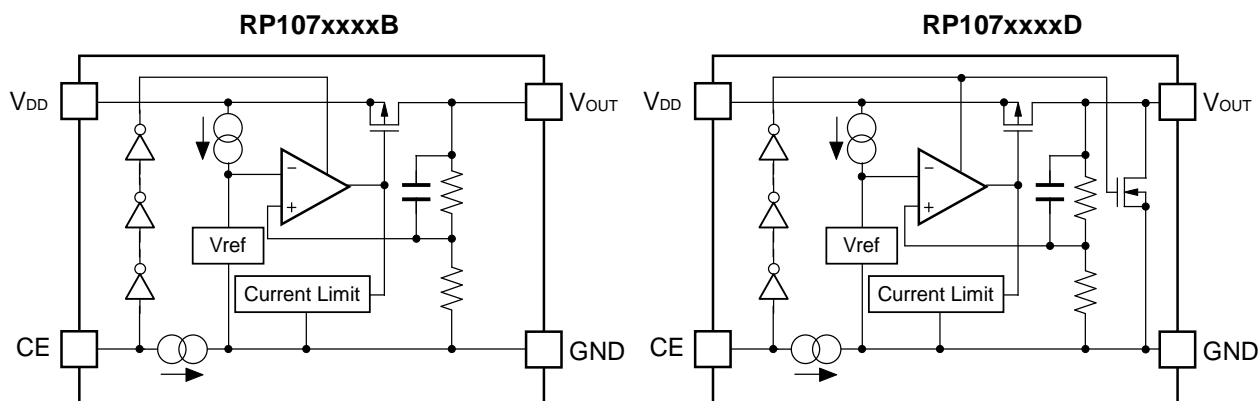 RP107xxxxB
VDD
VOUT
−
+
Vref
Current Limit
CE
GND
RP107xxxxD
VDD
VOUT
−
+
Vref
Current Limit
CE
GND